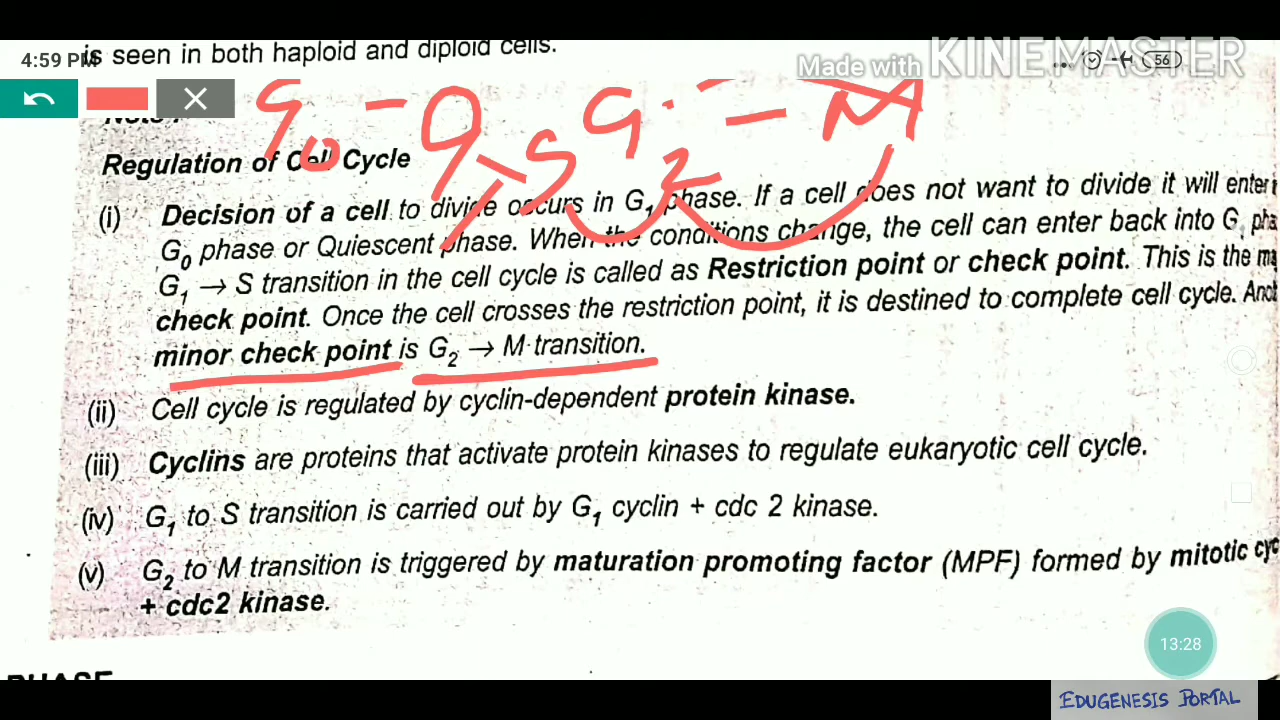 is seen in both haploid and diploid cells.
4:59 PM
Made with KINEMASTER
56
G0 - G1 - S G2 - M
Regulation of Cell Cycle
(i) Decision of a cell to divide occurs in G1 phase. If a cell does not want to divide it will enter
G0 phase or Quiescent phase. When the conditions change, the cell can enter back into G1
G1 → S transition in the cell cycle is called as Restriction point or check point. This is the
check point. Once the cell crosses the restriction point, it is destined to complete cell cycle.
minor check point is G2 → M transition.
(ii) Cell cycle is regulated by cyclin-dependent protein kinase.
(iii) Cyclins are proteins that activate protein kinases to regulate eukaryotic cell cycle.
(iv) G1 to S transition is carried out by G1 cyclin + cdc 2 kinase.
(v) G2 to M transition is triggered by maturation promoting factor (MPF) formed by mitotic
+ cdc2 kinase.
13:28
EDUGENESIS PORTAL